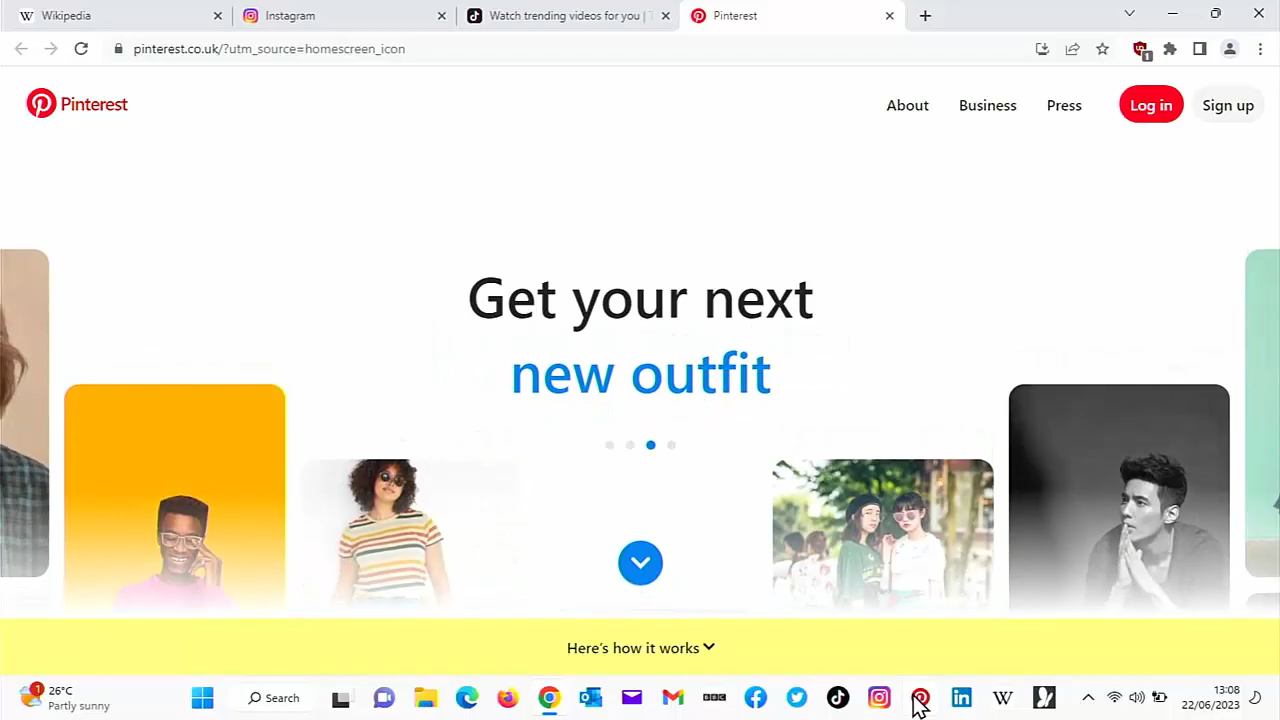 Wikipedia
Instagram
Watch trending videos for you | T
Pinterest
pinterest.co.uk/?utm_source=homescreen_icon
1
Pinterest
About
Business
Press
Log in
Sign up
Get your next
new outfit
Here's how it works
1
26°C
Partly sunny
Search
BBC
13:08
22/06/2023